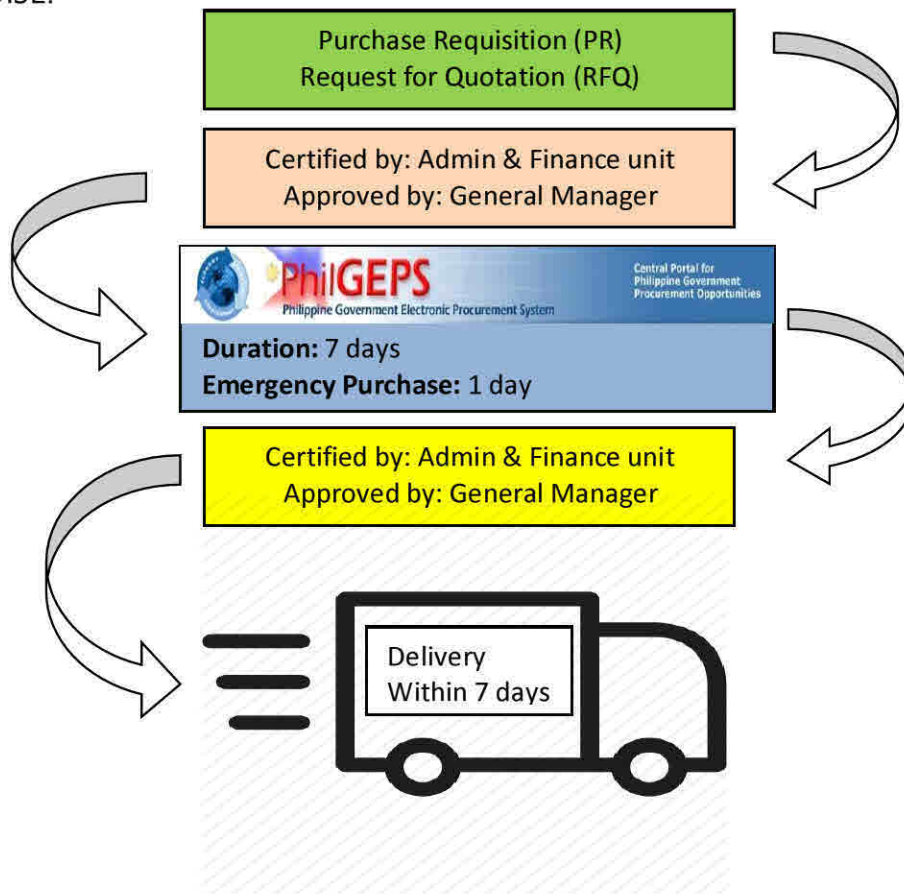 Purchase Requisition (PR)
Request for Quotation (RFQ)
Certified by: Admin & Finance unit
Approved by: General Manager
PhilGEPS
Philippine Government Electronic Procurement System
Central Portal for
Philippine Government
Procurement Opportunities
Duration: 7 days
Emergency Purchase: 1 day
Certified by: Admin & Finance unit
Approved by: General Manager
Delivery
Within 7 days